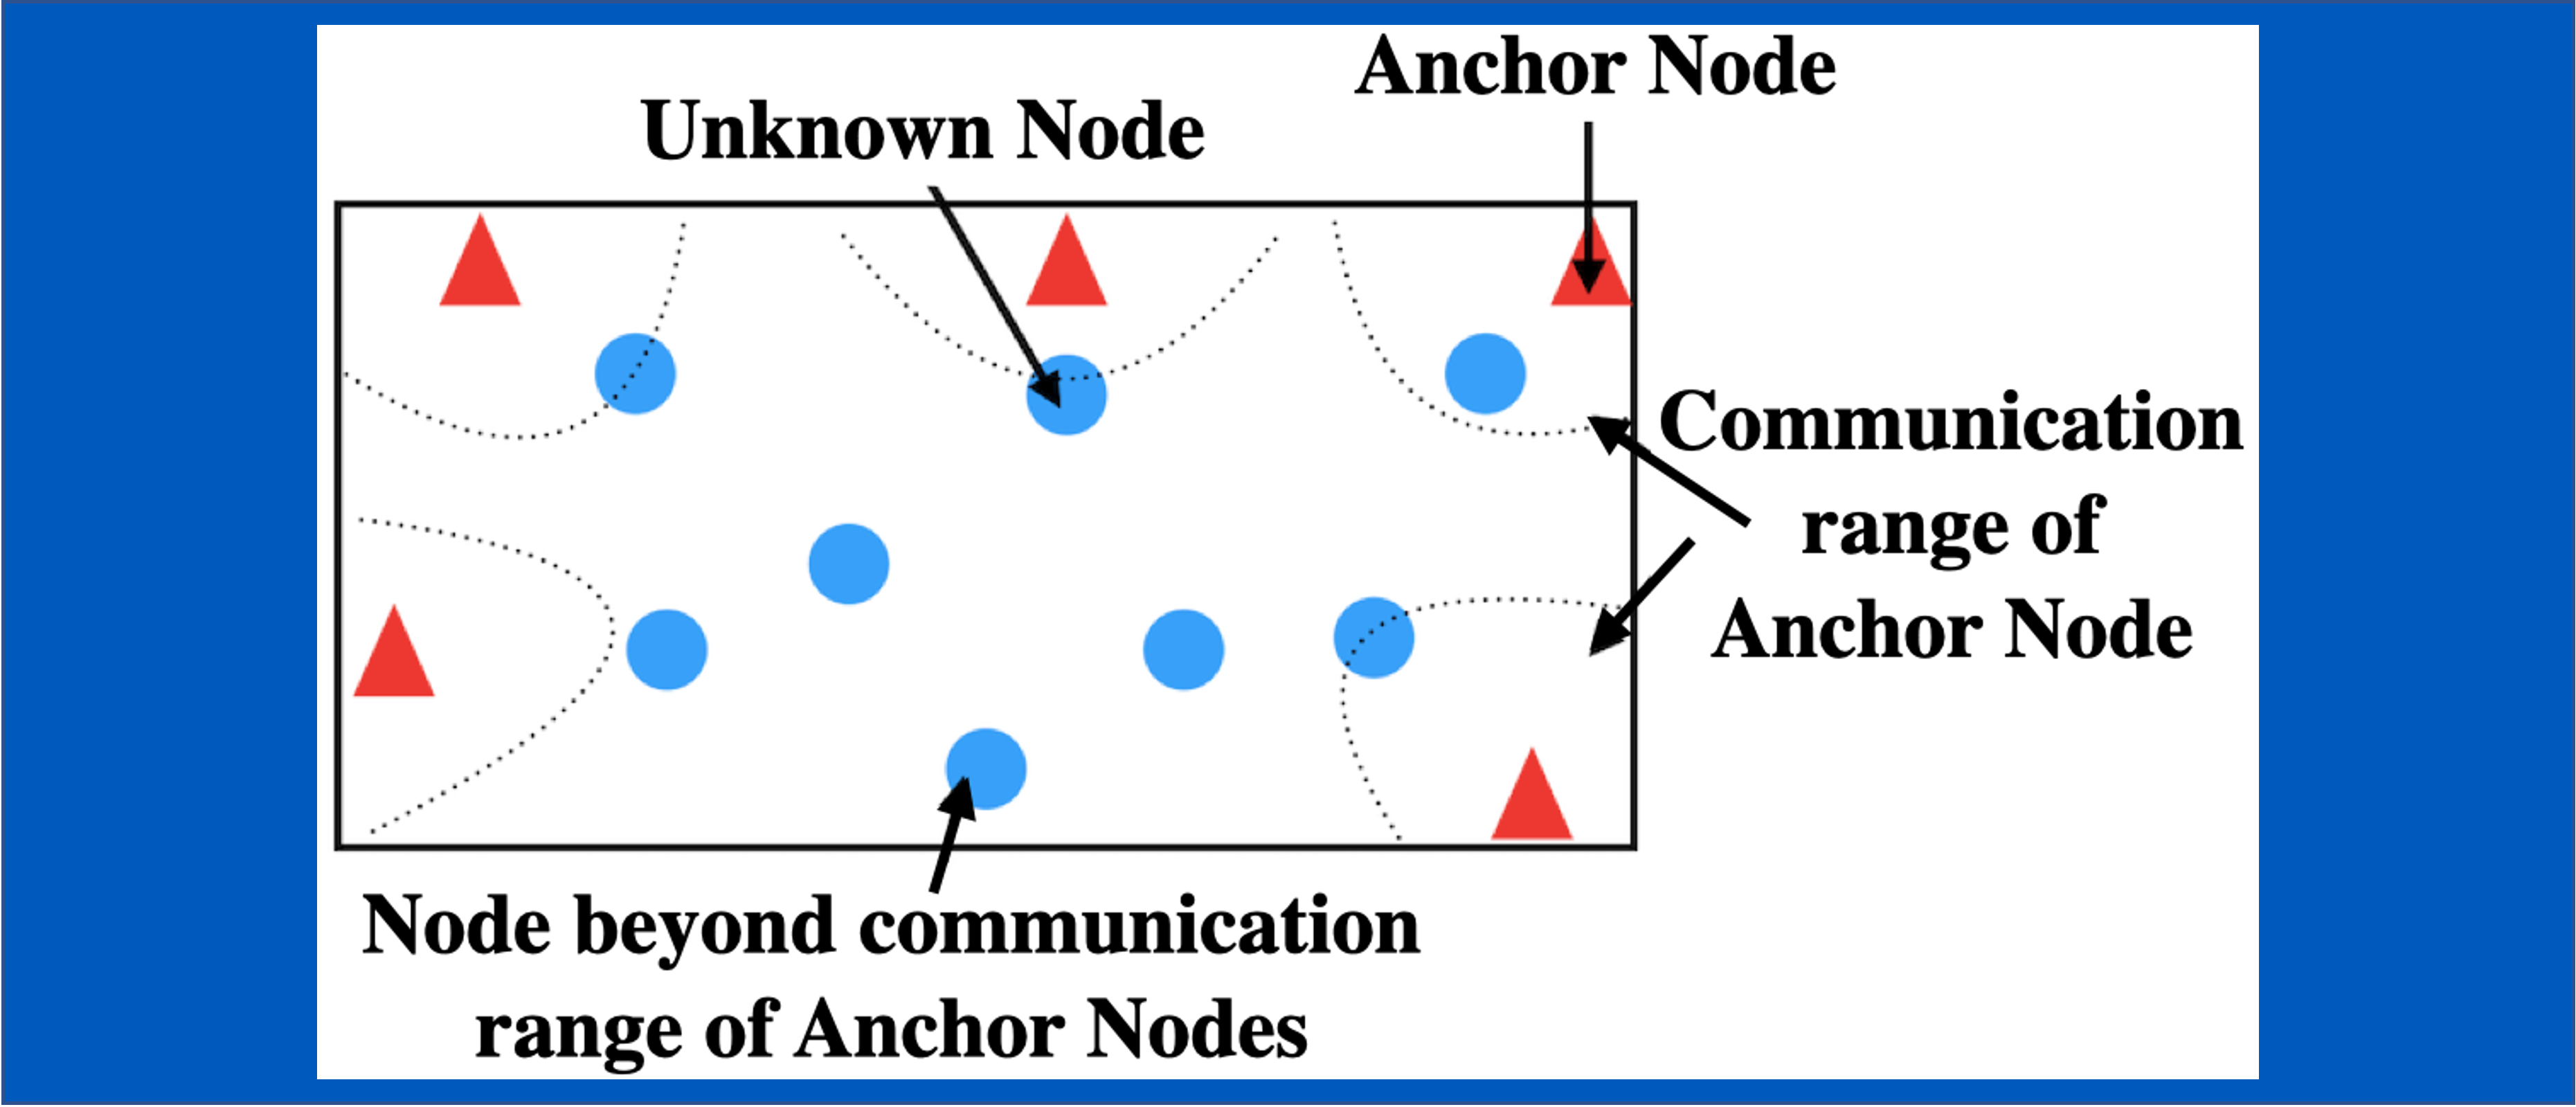 Anchor Node
Unknown Node
Communication
range of
Anchor Node
Node beyond communication
range of Anchor Nodes